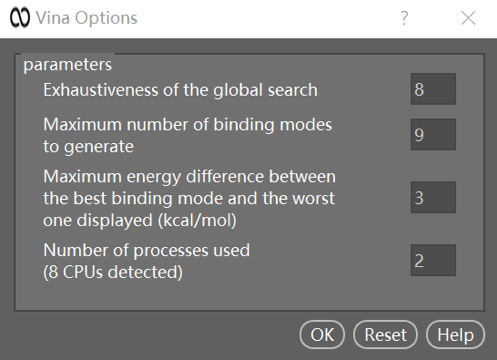 Vina Options
?
parameters
Exhaustiveness of the global search
8
Maximum number of binding modes
to generate
9
Maximum energy difference between
the best binding mode and the worst
one displayed (kcal/mol)
3
Number of processes used
(8 CPUs detected)
2
OK Reset Help